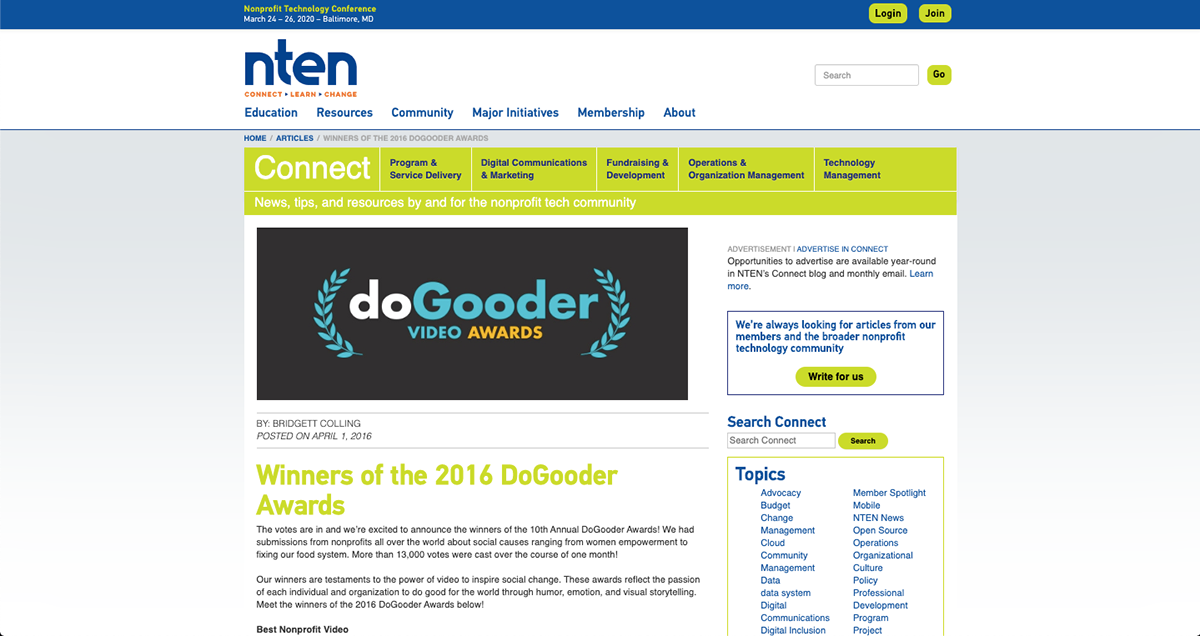 Nonprofit Technology Conference
March 24 – 26, 2020 – Baltimore, MD
Login
Join
nten
CONNECT ▸ LEARN ▸ CHANGE
Search
Go
Education
Resources
Community
Major Initiatives
Membership
About
HOME / ARTICLES / WINNERS OF THE 2016 DOGOODER AWARDS
Connect
Program &
Service Delivery
Digital Communications
& Marketing
Fundraising &
Development
Operations &
Organization Management
Technology
Management
News, tips, and resources by and for the nonprofit tech community
doGooder
VIDEO AWARDS
BY: BRIDGETT COLLING
POSTED ON APRIL 1, 2016
Winners of the 2016 DoGooder
Awards
The votes are in and we're excited to announce the winners of the 10th Annual DoGooder Awards! We had
submissions from nonprofits all over the world about social causes ranging from women empowerment to
fixing our food system. More than 13,000 votes were cast over the course of one month!
Our winners are testaments to the power of video to inspire social change. These awards reflect the passion
of each individual and organization to do good for the world through humor, emotion, and visual storytelling.
Meet the winners of the 2016 DoGooder Awards below!
Best Nonprofit Video
ADVERTISEMENT | ADVERTISE IN CONNECT
Opportunities to advertise are available year-round
in NTEN's Connect blog and monthly email. Learn
more.
We're always looking for articles from our
members and the broader nonprofit
technology community
Write for us
Search Connect
Search Connect
Search
Topics
Advocacy
Budget
Change
Management
Cloud
Community
Management
Data
data system
Digital
Communications
Digital Inclusion
Member Spotlight
Mobile
NTEN News
Open Source
Operations
Organizational
Culture
Policy
Professional
Development
Program
Project